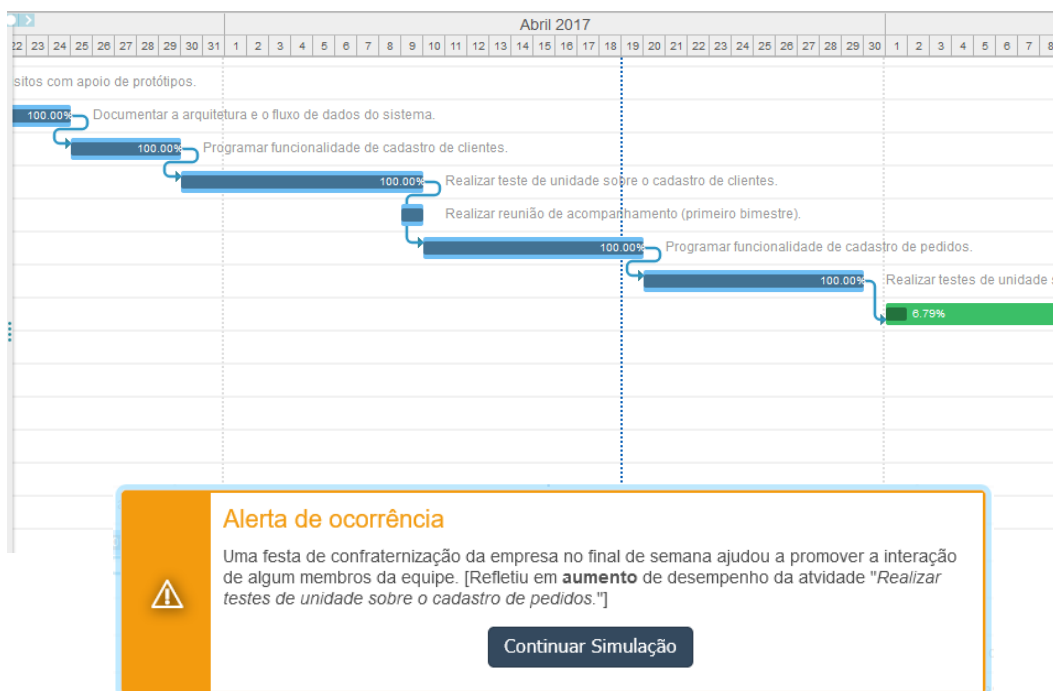 Abril 2017
22 23 24 25 26 27 28 29 30 31 1 2 3 4 5 6 7 8 9 10 11 12 13 14 15 16 17 18 19 20 21 22 23 24 25 26 27 28 29 30 1 2 3 4 5 6 7 8
sitos com apoio de protótipos.
100.00% Documentar a arquitetura e o fluxo de dados do sistema.
100.00% Programar funcionalidade de cadastro de clientes.
100.00% Realizar teste de unidade sobre o cadastro de clientes.
Realizar reunião de acompanhamento (primeiro bimestre).
100.00% Programar funcionalidade de cadastro de pedidos.
100.00% Realizar testes de unidade s
6.79%
Alerta de ocorrência
Uma festa de confraternização da empresa no final de semana ajudou a promover a interação
de algum membros da equipe. [Refletiu em aumento de desempenho da atvidade "Realizar
testes de unidade sobre o cadastro de pedidos."]
Continuar Simulação